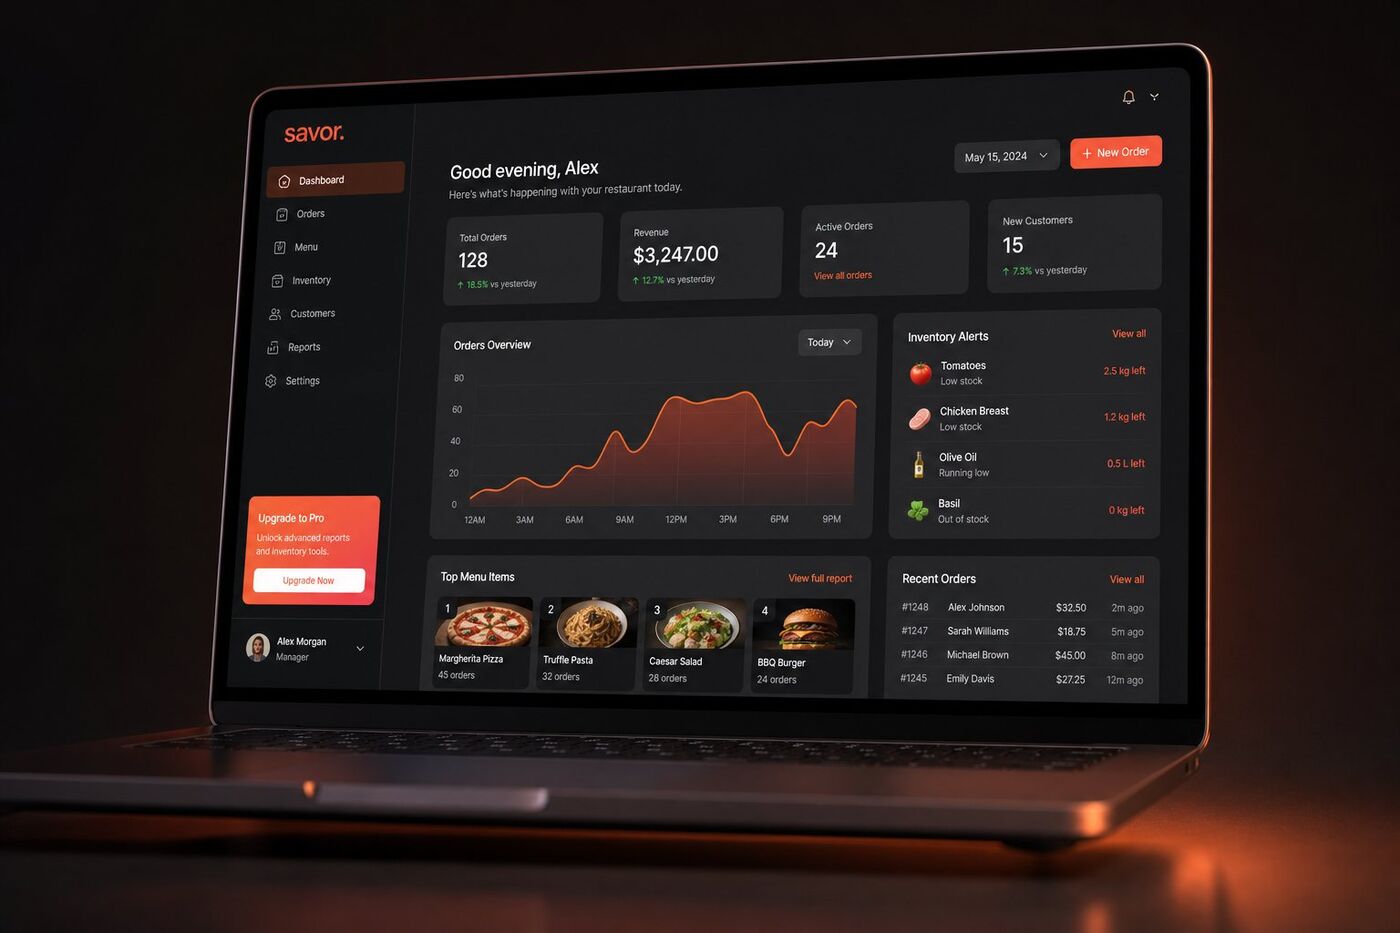 savor.
Dashboard
Orders
Menu
Inventory
Customers
Reports
Settings
Upgrade to Pro
Unlock advanced reports
and inventory tools.
Upgrade Now
Alex Morgan
Manager
Good evening, Alex
Here's what's happening with your restaurant today.
May 15, 2024
+ New Order
Total Orders
128
↑ 18.5% vs yesterday
Revenue
$3,247.00
↑ 12.7% vs yesterday
Active Orders
24
View all orders
New Customers
15
↑ 7.3% vs yesterday
Orders Overview
Today
80
60
40
20
0
12AM 3AM 6AM 9AM 12PM 3PM 6PM 9PM
Inventory Alerts
View all
Tomatoes
Low stock
2.5 kg left
Chicken Breast
Low stock
1.2 kg left
Olive Oil
Running low
0.5 L left
Basil
Out of stock
0 kg left
Top Menu Items
View full report
1
Margherita Pizza
45 orders
2
Truffle Pasta
32 orders
3
Caesar Salad
28 orders
4
BBQ Burger
24 orders
Recent Orders
View all
#1248 Alex Johnson $32.50 2m ago
#1247 Sarah Williams $18.75 5m ago
#1246 Michael Brown $45.00 8m ago
#1245 Emily Davis $27.25 12m ago